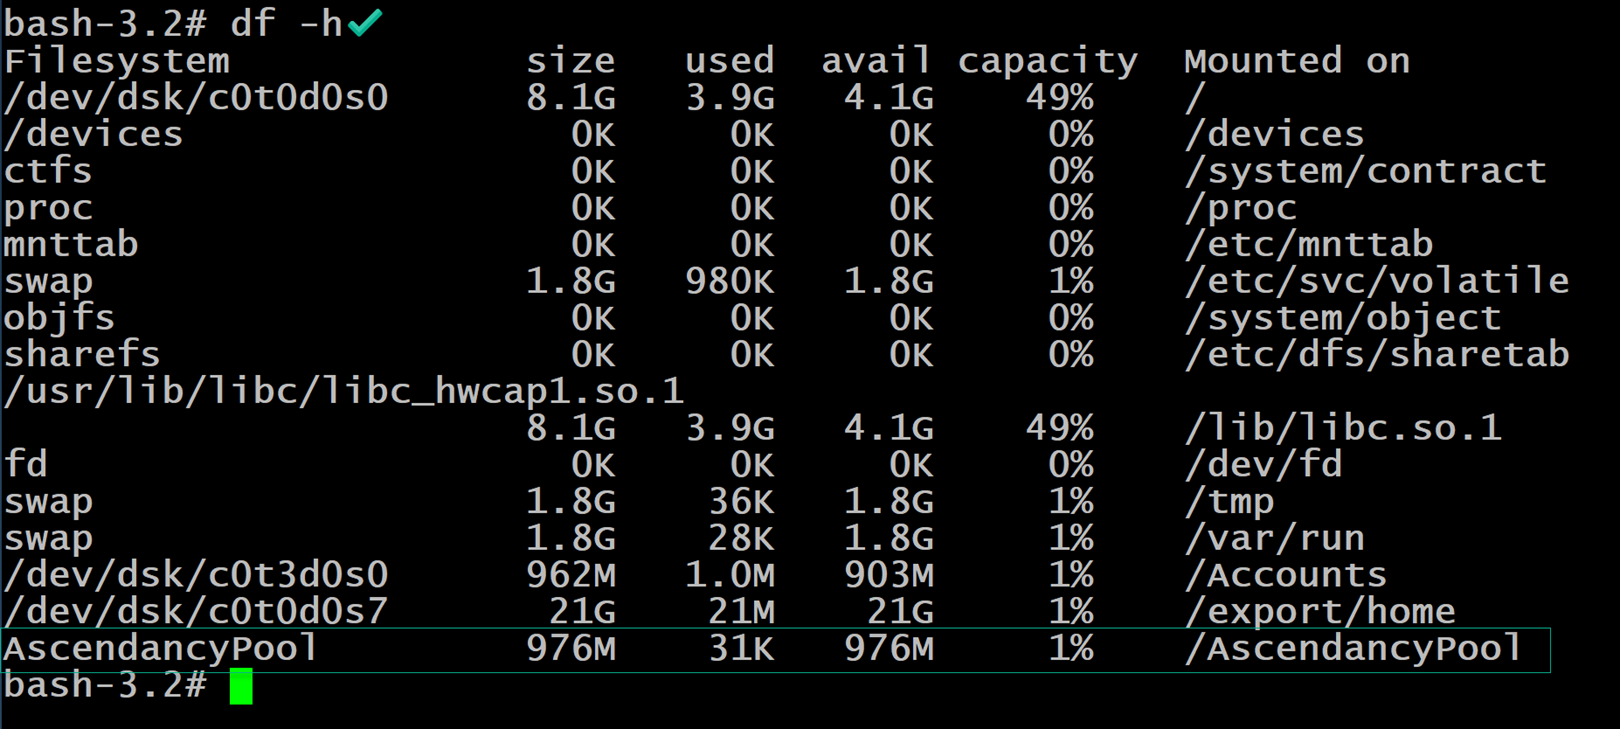 bash-3.2# df -h
Filesystem size used avail capacity Mounted on
/dev/dsk/c0t0d0s0 8.1G 3.9G 4.1G 49% /
/devices 0K 0K 0K 0% /devices
ctfs 0K 0K 0K 0% /system/contract
proc 0K 0K 0K 0% /proc
mnttab 0K 0K 0K 0% /etc/mnttab
swap 1.8G 980K 1.8G 1% /etc/svc/volatile
objfs 0K 0K 0K 0% /system/object
sharefs 0K 0K 0K 0% /etc/dfs/sharetab
/usr/lib/libc/libc_hwcap1.so.1
8.1G 3.9G 4.1G 49% /lib/libc.so.1
fd 0K 0K 0K 0% /dev/fd
swap 1.8G 36K 1.8G 1% /tmp
swap 1.8G 28K 1.8G 1% /var/run
/dev/dsk/c0t3d0s0 962M 1.0M 903M 1% /Accounts
/dev/dsk/c0t0d0s7 21G 21M 21G 1% /export/home
AscendancyPool 976M 31K 976M 1% /AscendancyPool
bash-3.2#